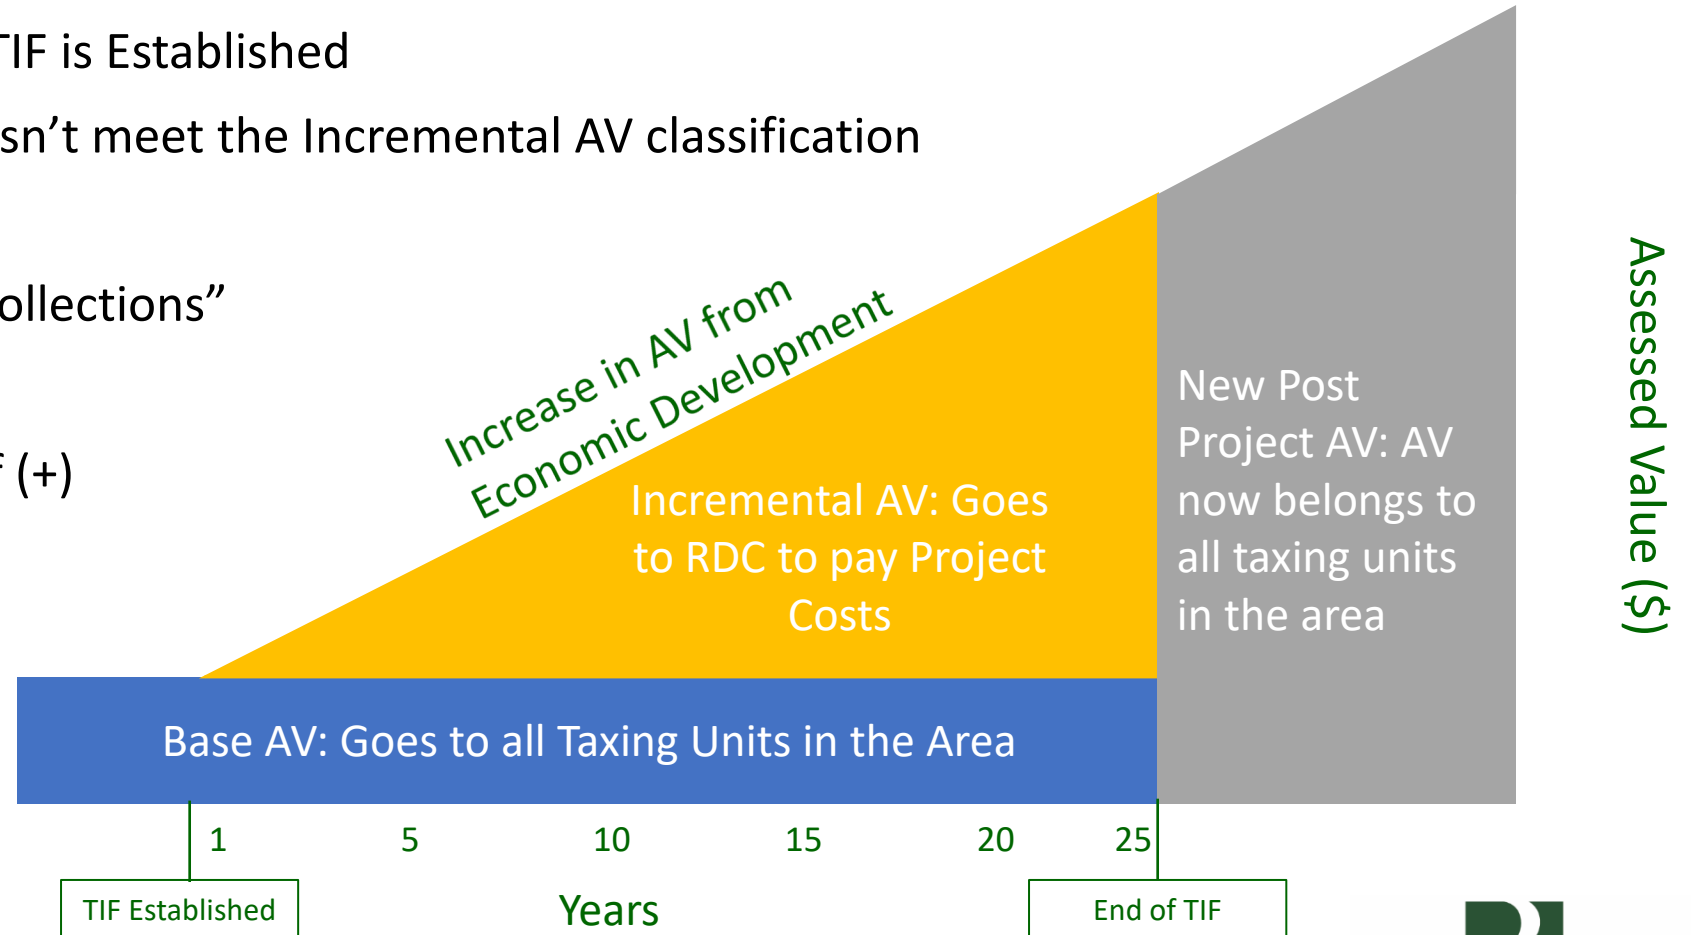 TIF is Established
sn’t meet the Incremental AV classification
ollections”
(+)
Increase in AV from
Economic Development
Incremental AV: Goes
to RDC to pay Project
Costs
New Post
Project AV: AV
now belongs to
all taxing units
in the area
Assessed Value ($)
Base AV: Goes to all Taxing Units in the Area
1 5 10 15 20 25
TIF Established
Years
End of TIF